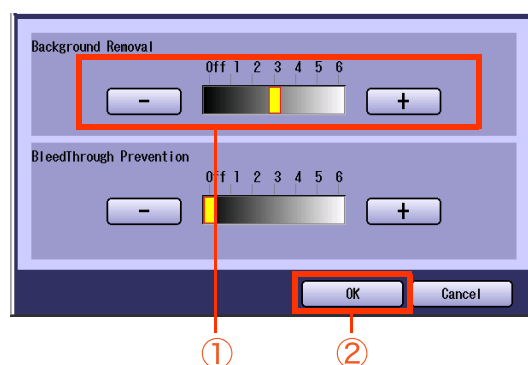 Background Removal
Off 1 2 3 4 5 6
- +
BleedThrough Prevention
Off 1 2 3 4 5 6
- +
OK Cancel
① ②